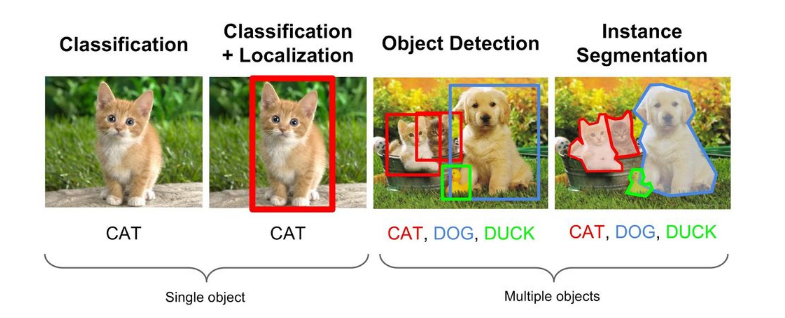 Classification
Classification
+ Localization
Object Detection
Instance
Segmentation
CAT
CAT
CAT, DOG, DUCK
CAT, DOG, DUCK
Single object
Multiple objects